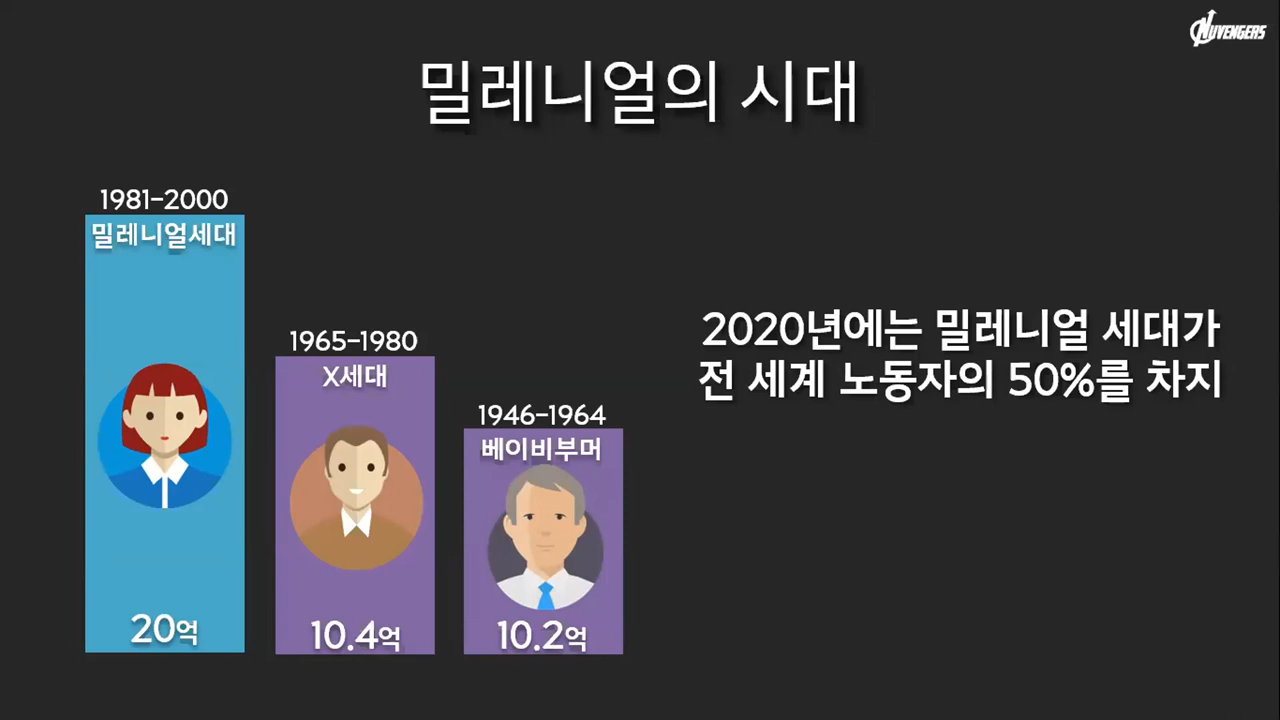 NUVENGERS
밀레니얼의 시대
1981-2000
밀레니얼세대
20억
1965-1980
X세대
10.4억
1946-1964
베이비부머
10.2억
2020년에는 밀레니얼 세대가
전 세계 노동자의 50%를 차지